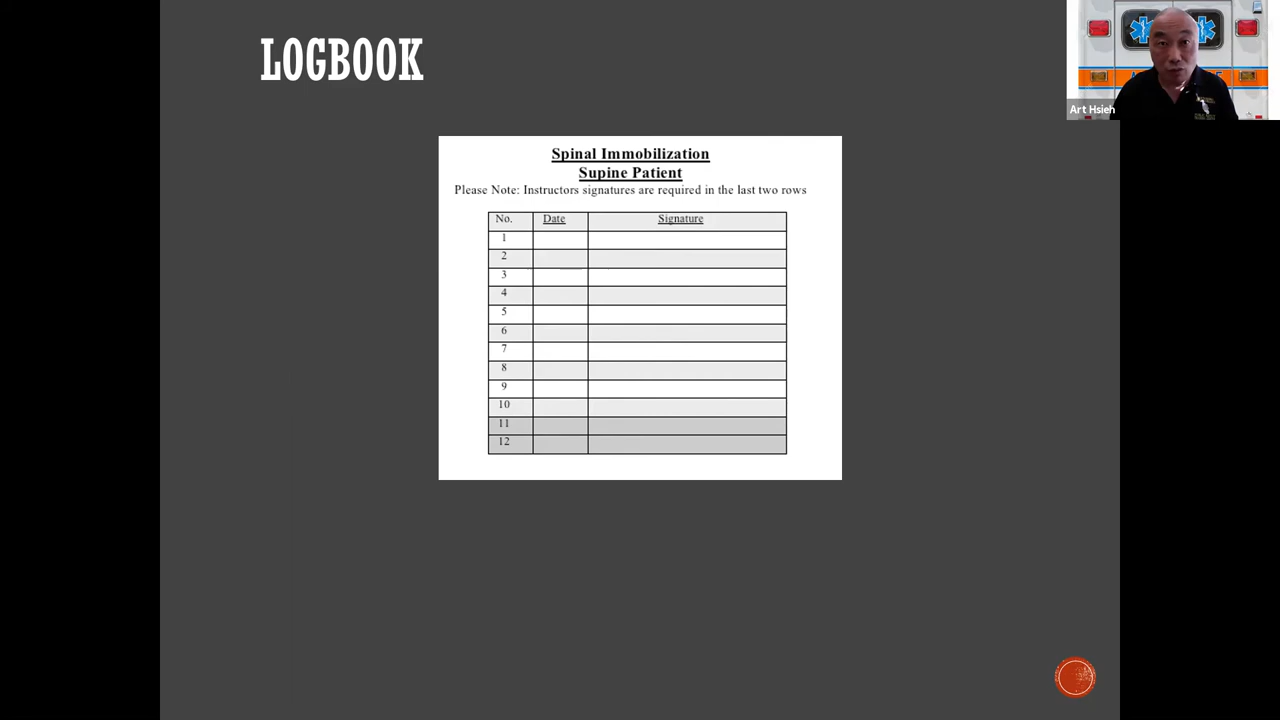 LOGBOOK
Art Hsieh
Spinal Immobilization
Supine Patient
Please Note: Instructors signatures are required in the last two rows
No. Date Signature
1
2
3
4
5
6
7
8
9
10
11
12